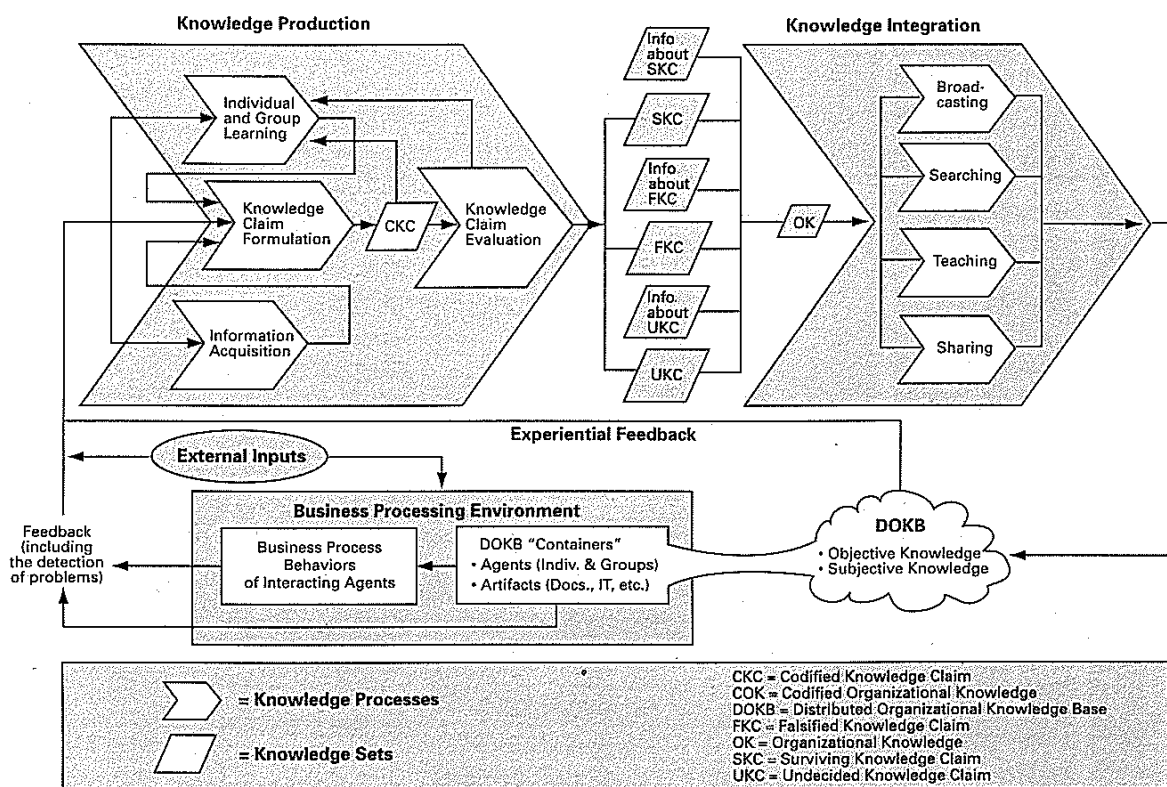 Knowledge Production
Knowledge Integration
Individual
and Group
Learning
Knowledge
Claim
Formulation
Information
Acquisition
CKC
Knowledge
Claim
Evaluation
Info
about
SKC
SKC
Info.
about
FKC
FKC
Info.
about
UKC
UKC
OK
Broad-
casting
Searching
Teaching
Sharing
Experiential Feedback
External Inputs
Feedback
(including
the detection
of problems)
Business Processing Environment
Business Process
Behaviors
of Interacting Agents
DOKB "Containers"
• Agents (Indiv. & Groups)
• Artifacts (Docs., IT, etc.)
DOKB
• Objective Knowledge
• Subjective Knowledge
= Knowledge Processes
= Knowledge Sets
CKC = Codified Knowledge Claim
COK = Codified Organizational Knowledge
DOKB = Distributed Organizational Knowledge Base
FKC = Falsified Knowledge Claim
OK = Organizational Knowledge
SKC = Surviving Knowledge Claim
UKC = Undecided Knowledge Claim